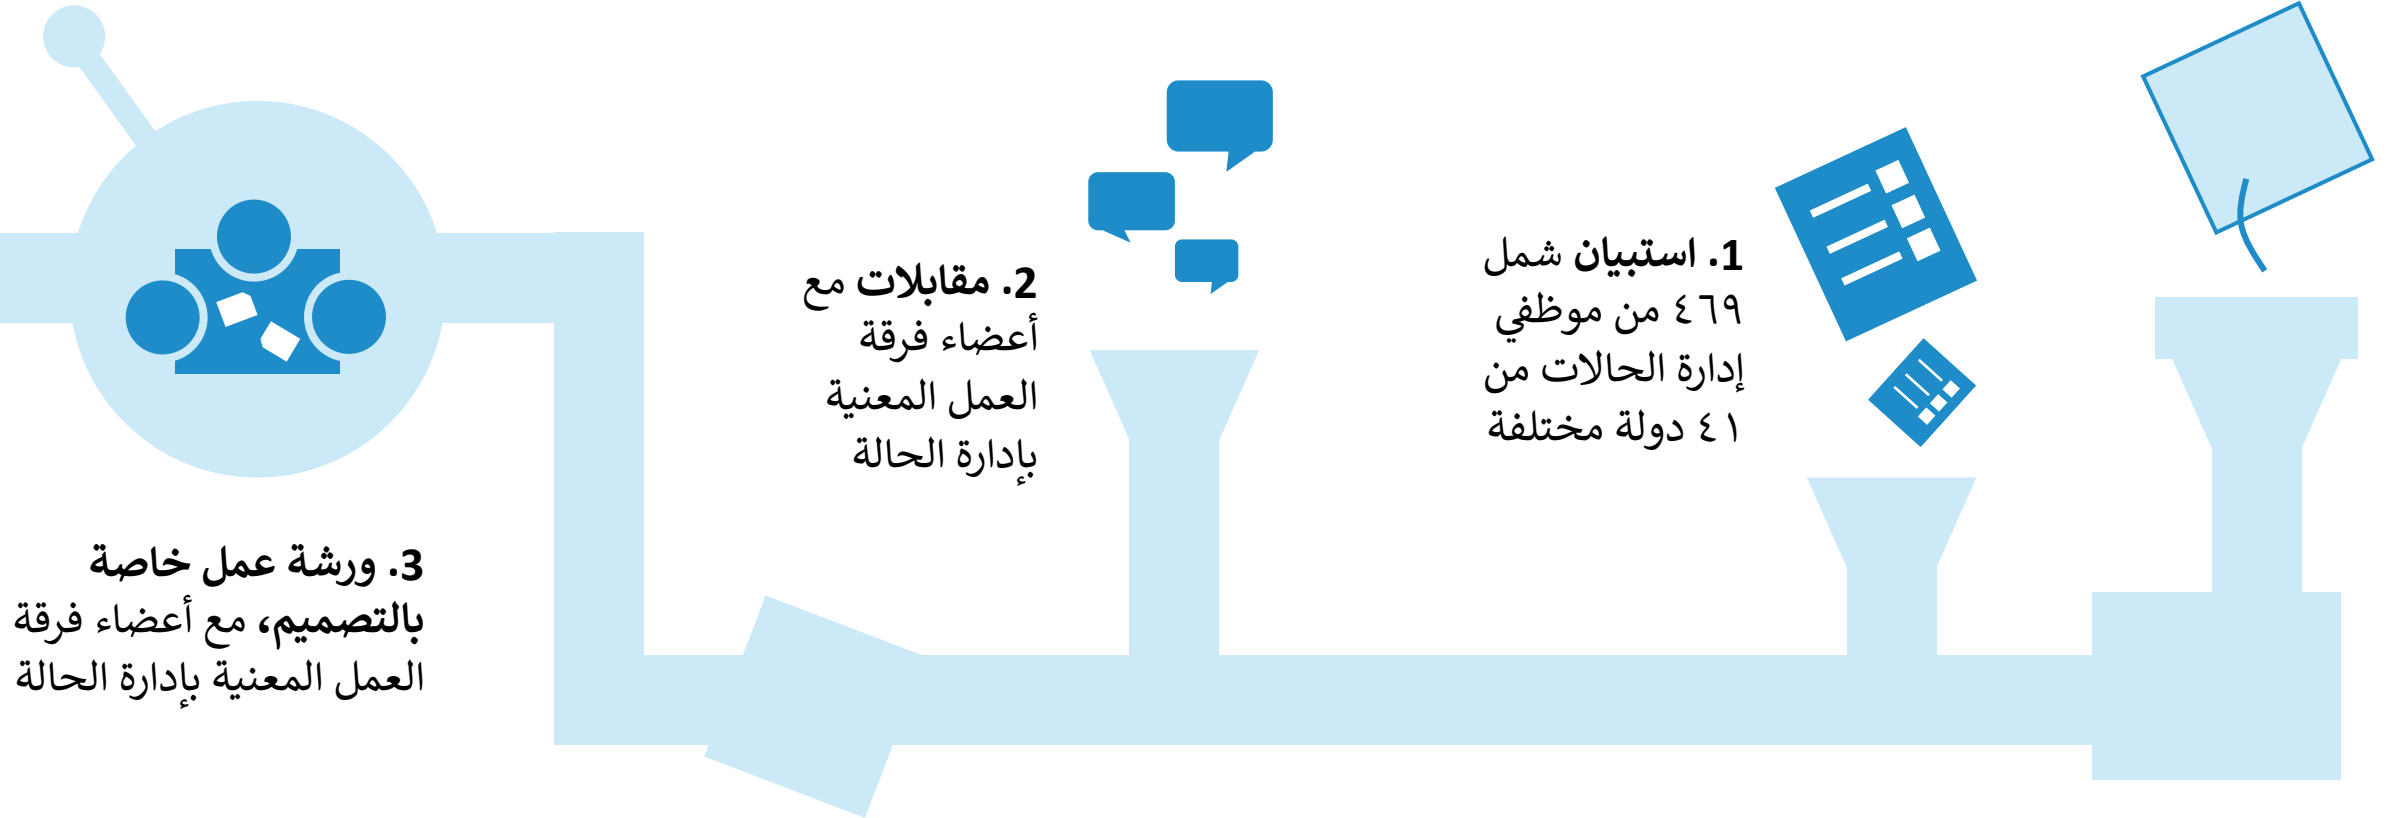 1. استبيان شمل
٤٦٩ من موظفي
إدارة الحالات من
٤١ دولة مختلفة
2. مقابلات مع
أعضاء فرقة
العمل المعنية
بإدارة الحالة
3. ورشة عمل خاصة
بالتصميم، مع أعضاء فرقة
العمل المعنية بإدارة الحالة